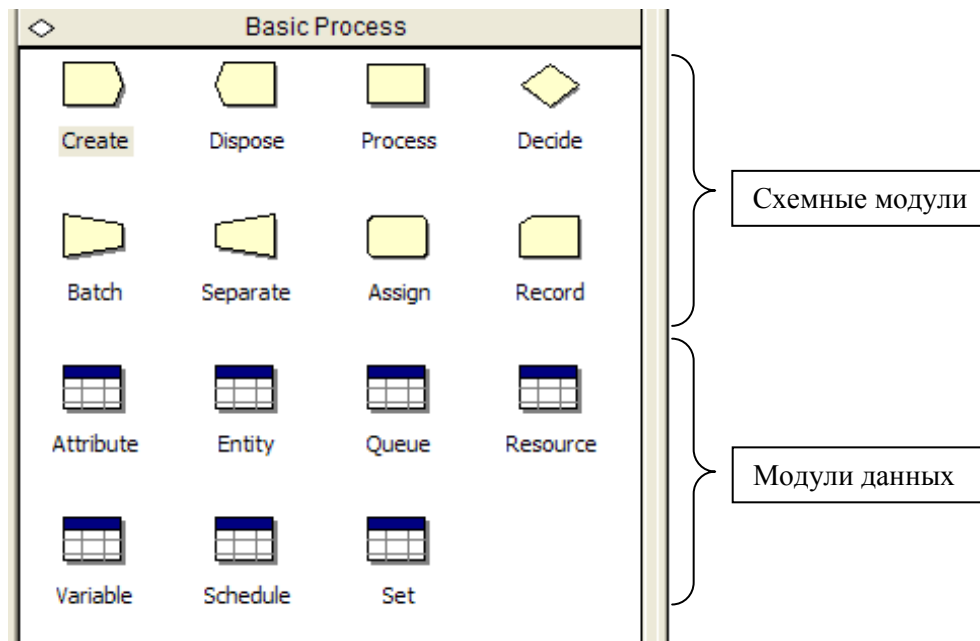 Basic Process
Create Dispose Process Decide
Схемные модули
Batch Separate Assign Record
Attribute Entity Queue Resource
Модули данных
Variable Schedule Set